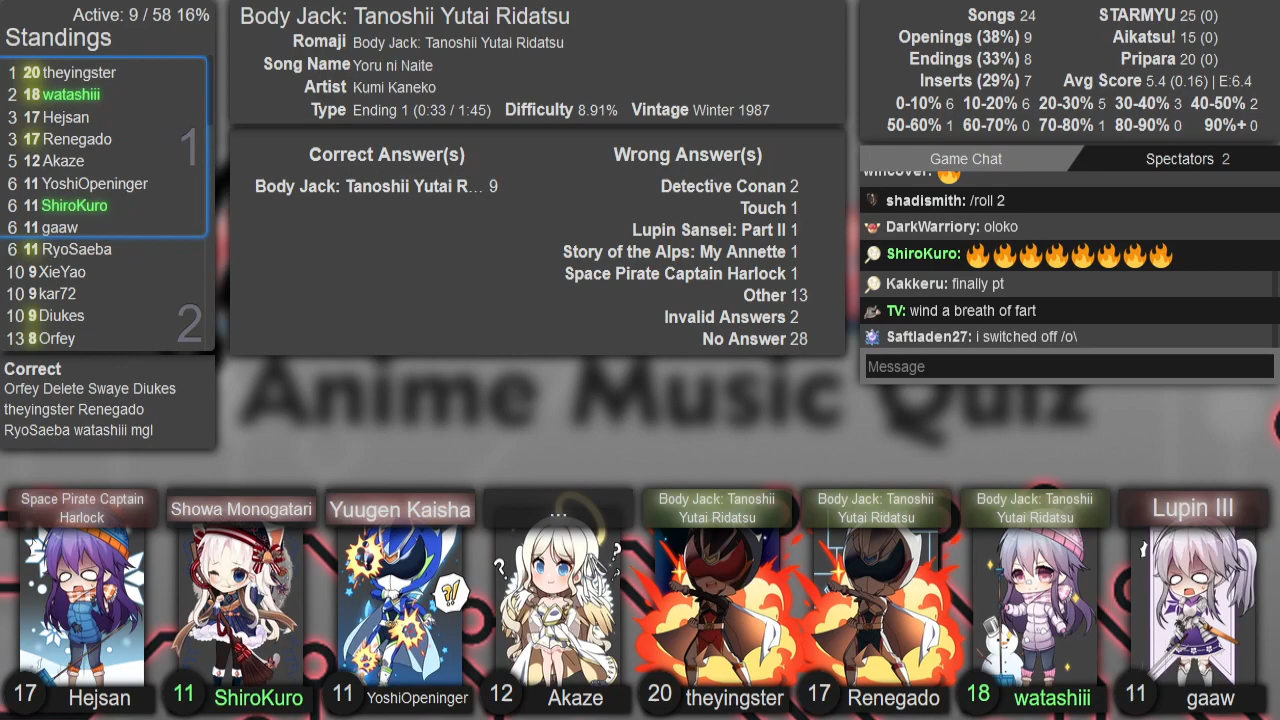 Active: 9 / 58 16%
Standings
1 20 theyingster
2 18 watashiii
3 17 Hejsan
3 17 Renegado
5 12 Akaze
6 11 YoshiOpeninger
6 11 ShiroKuro
6 11 gaaw
1
6 11 RyoSaeba
10 9 XieYao
10 9 kar72
10 9 Diukes
13 8 Orfey
2
Correct
Orfey Delete Swaye Diukes
theyingster Renegado
RyoSaeba watashiii mgl
Body Jack: Tanoshii Yutai Ridatsu
Romaji Body Jack: Tanoshii Yutai Ridatsu
Song Name Yoru ni Naite
Artist Kumi Kaneko
Type Ending 1 (0:33 / 1:45) Difficulty 8.91% Vintage Winter 1987
Correct Answer(s)
Body Jack: Tanoshii Yutai R... 9
Wrong Answer(s)
Detective Conan 2
Touch 1
Lupin Sansei: Part II 1
Story of the Alps: My Annette 1
Space Pirate Captain Harlock 1
Other 13
Invalid Answers 2
No Answer 28
Songs 24 STARMYU 25 (0)
Openings (38%) 9 Aikatsu! 15 (0)
Endings (33%) 8 Pripara 20 (0)
Inserts (29%) 7 Avg Score 5.4 (0.16) | E:6.4
0-10% 6 10-20% 6 20-30% 5 30-40% 3 40-50% 2
50-60% 1 60-70% 0 70-80% 1 80-90% 0 90%+ 0
Game Chat Spectators 2
wincover: 🔥
shadismith: /roll 2
DarkWarriory: oloko
ShiroKuro: 🔥🔥🔥🔥🔥🔥🔥🔥
Kakkeru: finally pt
TV: wind a breath of fart
Saftladen27: i switched off /o\
Message
Anime Music Quiz
Space Pirate Captain
Harlock
Showa Monogatari
Yuugen Kaisha
...
Body Jack: Tanoshii
Yutai Ridatsu
Body Jack: Tanoshii
Yutai Ridatsu
Body Jack: Tanoshii
Yutai Ridatsu
Lupin III
? ?
?!
17 Hejsan
11 ShiroKuro
11 YoshiOpeninger
12 Akaze
20 theyingster
17 Renegado
18 watashiii
11 gaaw